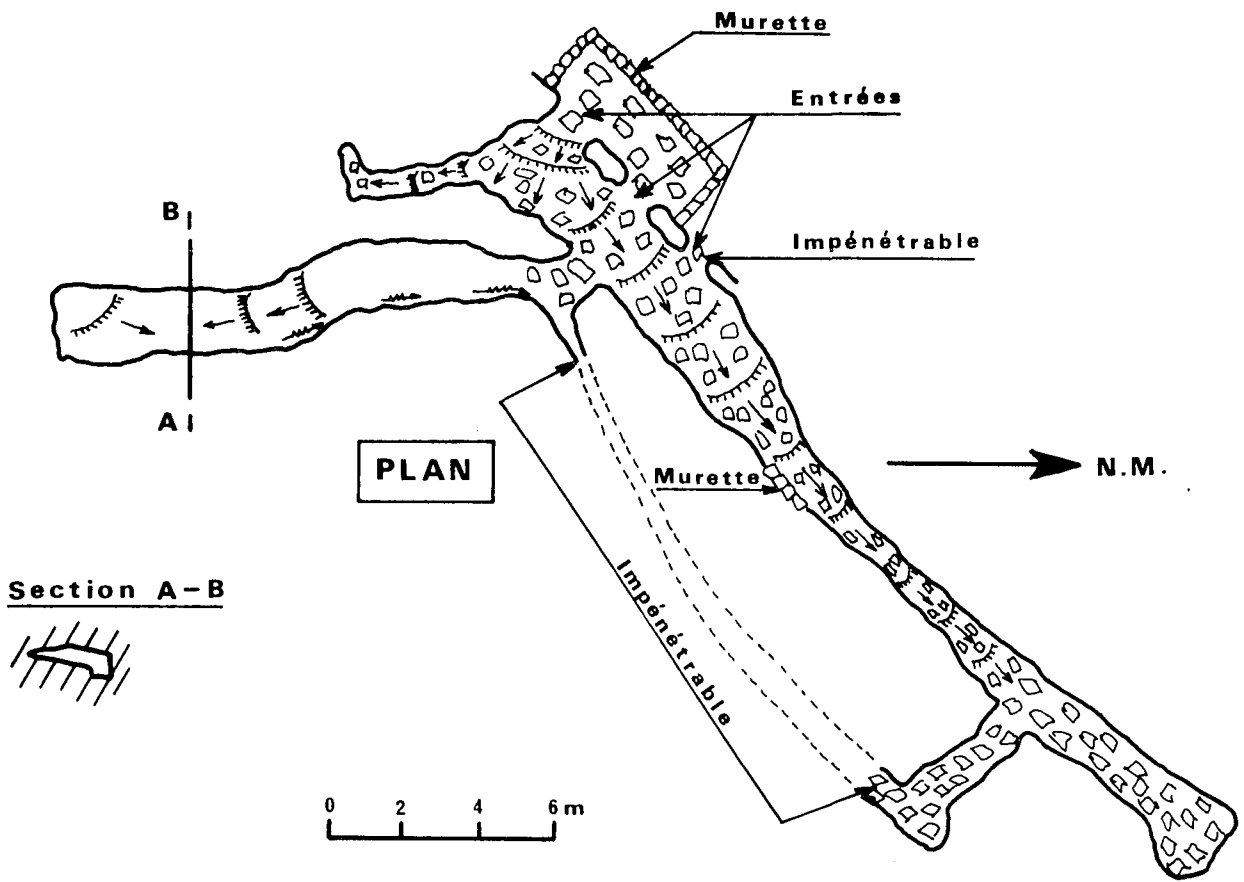 Murette
Entrées
B
Impénétrable
A
PLAN
N.M.
Murette
Impénétrable
Section A-B
0 2 4 6 m